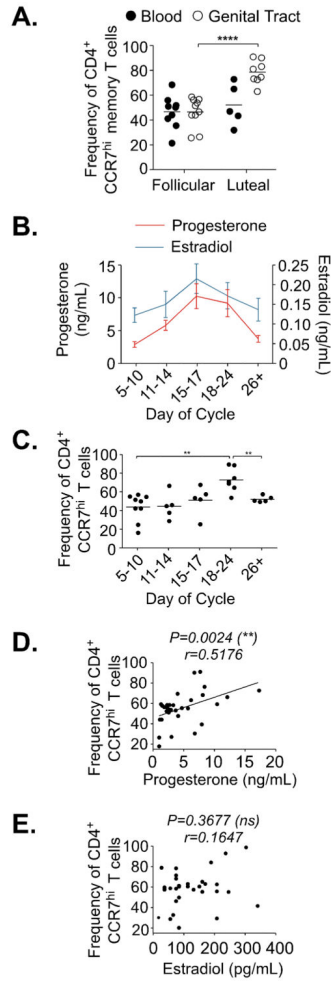 A.
● Blood ○ Genital Tract
****
Frequency of CD4⁺
CCR7ʰⁱ memory T cells
100
80
60
40
20
0
Follicular Luteal
B.
Progesterone
Estradiol
Progesterone
(ng/mL)
15
10
5
0
0.25
0.20
0.15
0.10
0.05
0
Estradiol (ng/mL)
5-10 11-14 15-17 18-24 26+
Day of Cycle
C.
Frequency of CD4⁺
CCR7ʰⁱ T cells
100
80
60
40
20
0
** **
5-10 11-14 15-17 18-24 26+
Day of Cycle
D.
P=0.0024 (**)
r=0.5176
Frequency of CD4⁺
CCR7ʰⁱ T cells
100
80
60
40
20
0
0 5 10 15 20
Progesterone (ng/mL)
E.
P=0.3677 (ns)
r=0.1647
Frequency of CD4⁺
CCR7ʰⁱ T cells
100
80
60
40
20
0
0 100 200 300 400
Estradiol (pg/mL)